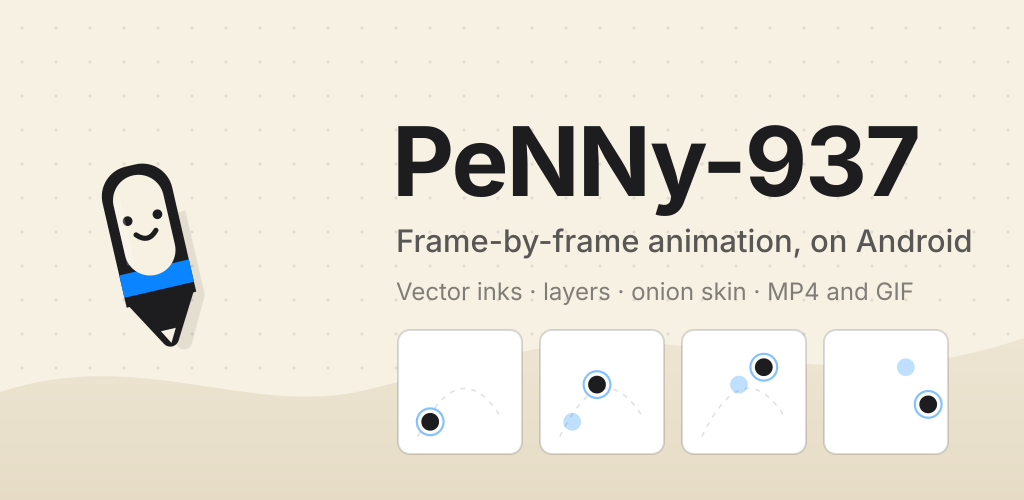 PeNNy-937
Frame-by-frame animation, on Android
Vector inks · layers · onion skin · MP4 and GIF